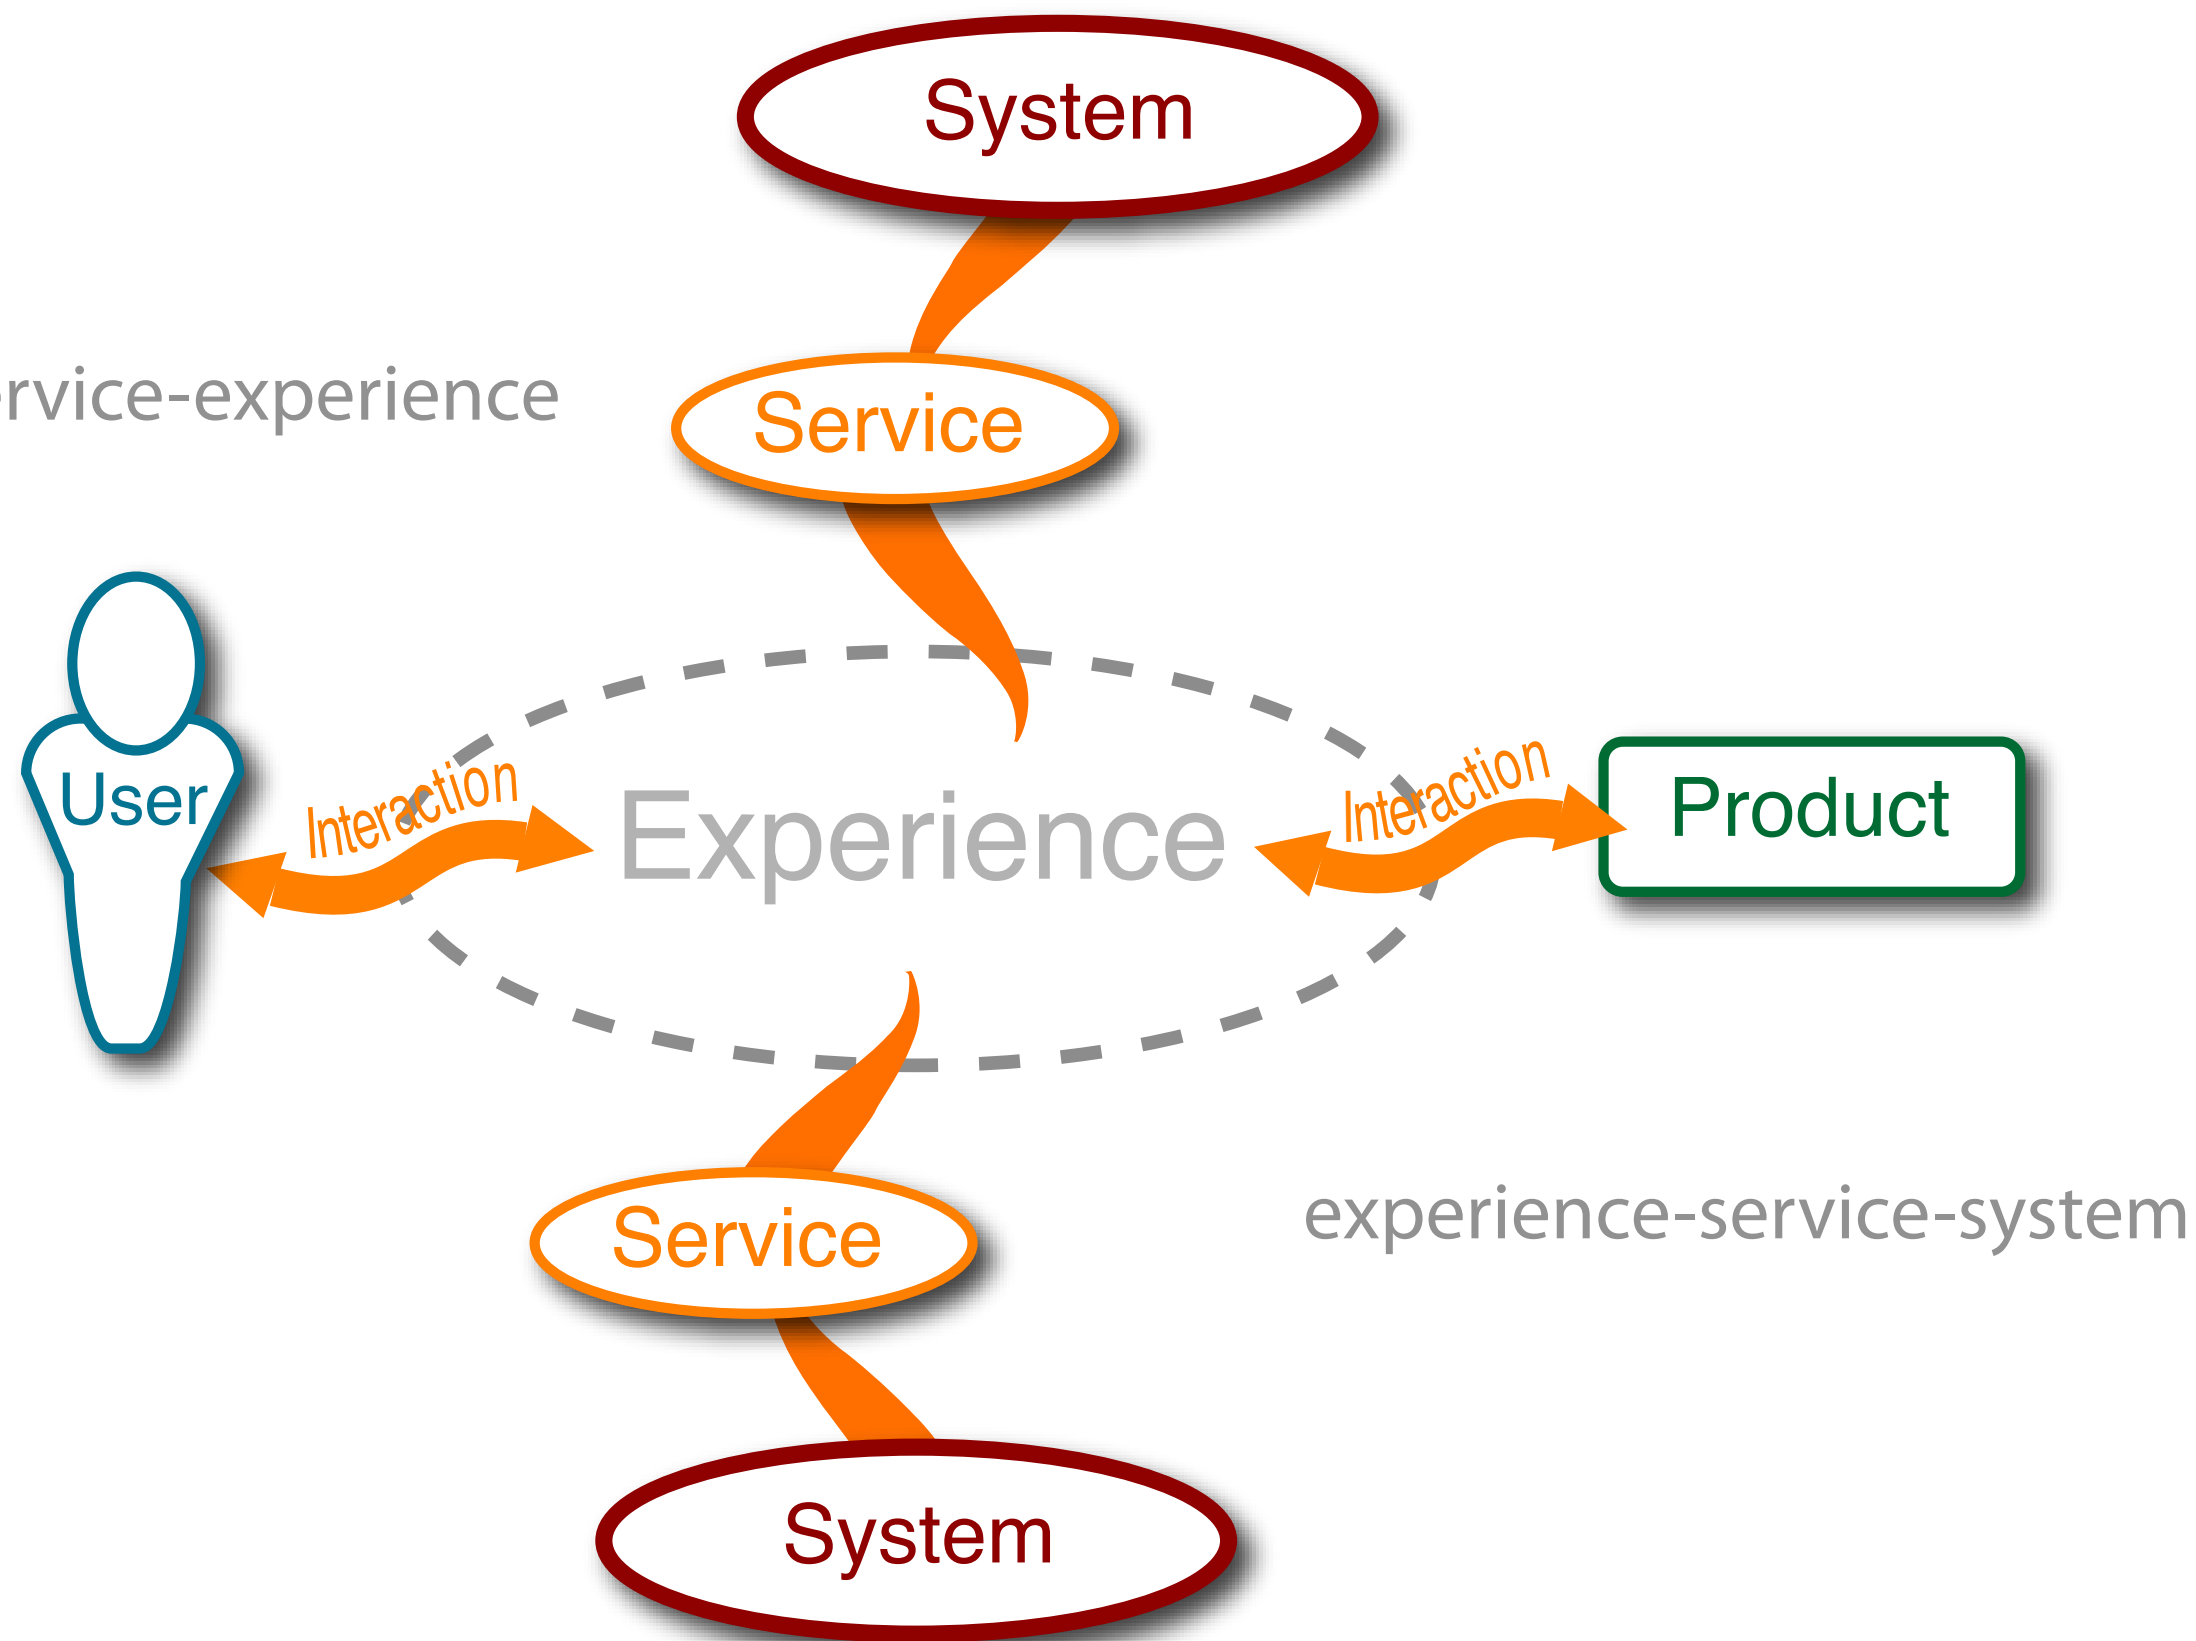 System
rvice-experience
Service
User
Interaction
Experience
Interaction
Product
Service
experience-service-system
System